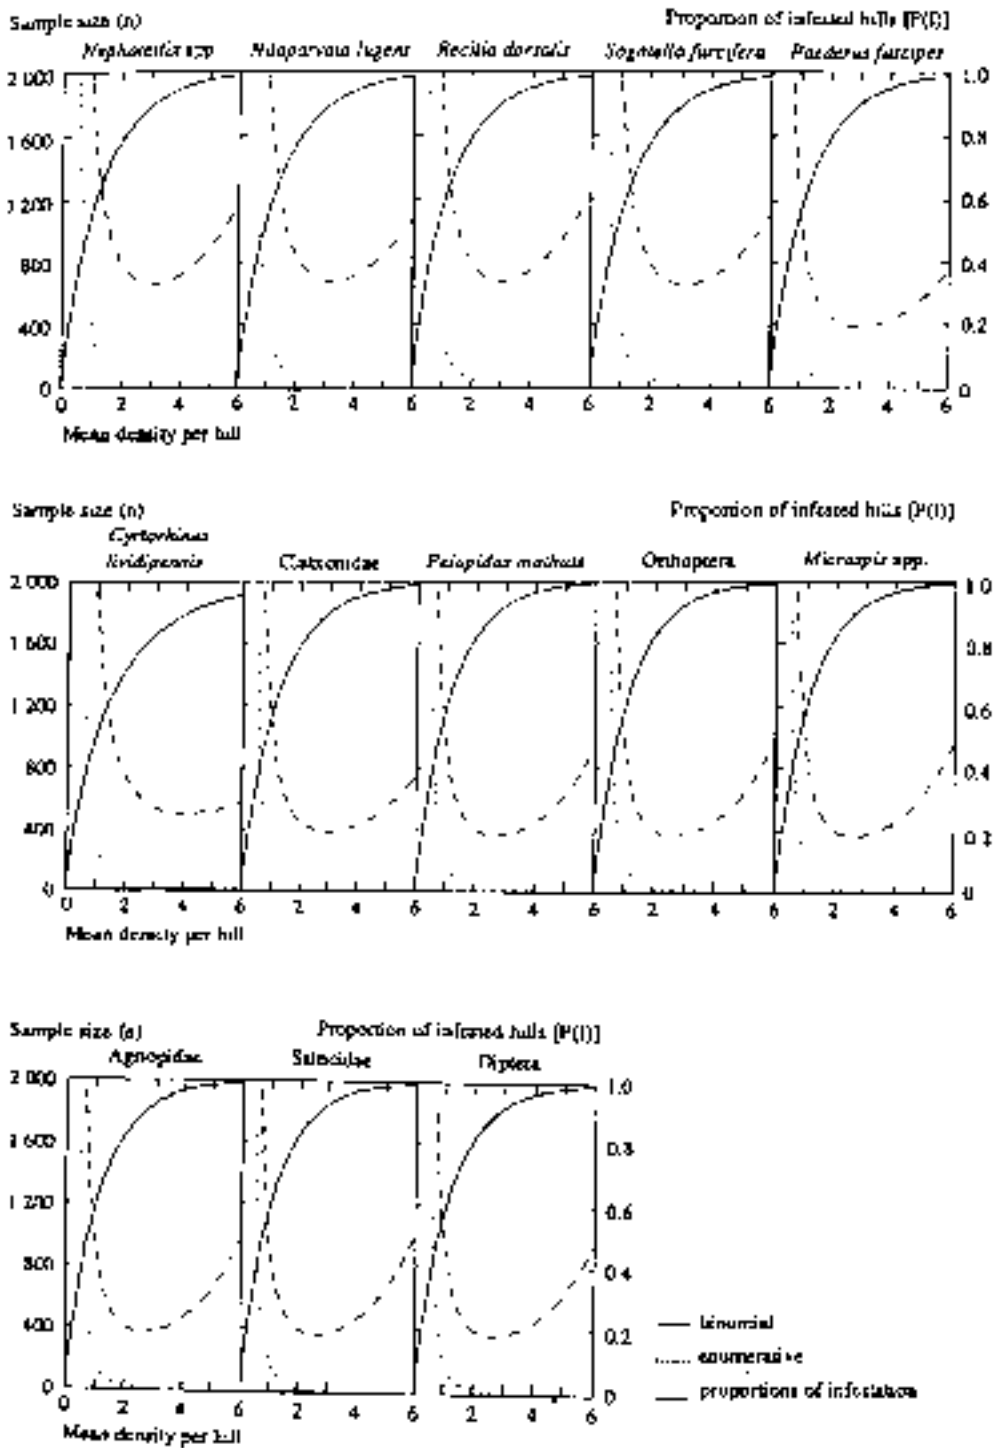 Sample size (n) Proportion of infested hills [P(I)]
Nephotettix spp Nilaparvata lugens Recilia dorsalis Sogatella furcifera Paederus fuscipes
2 000 1.0
1 600 0.8
1 200 0.6
800 0.4
400 0.2
0 0
0 2 4 6 2 4 6 2 4 6 2 4 6 2 4 6
Mean density per hill
Sample size (n) Proportion of infested hills [P(I)]
Cyrtorhinus
lividipennis Clubionidae Orthoptera Micraspis spp.
2 000 1.0
1 600 0.8
1 200 0.6
800 0.4
400 0.2
0 0
0 2 4 6 2 4 6 2 4 6 2 4 6 2 4 6
Mean density per hill
Sample size (n) Proportion of infested hills [P(I)]
Agriopidae Salticidae Diptera
2 000 1.0
1 600 0.8
1 200 0.6
800 0.4
400 0.2
0 0
0 2 4 6 2 4 6 2 4 6
Mean density per hill
binomial
enumerative
proportions of infestation